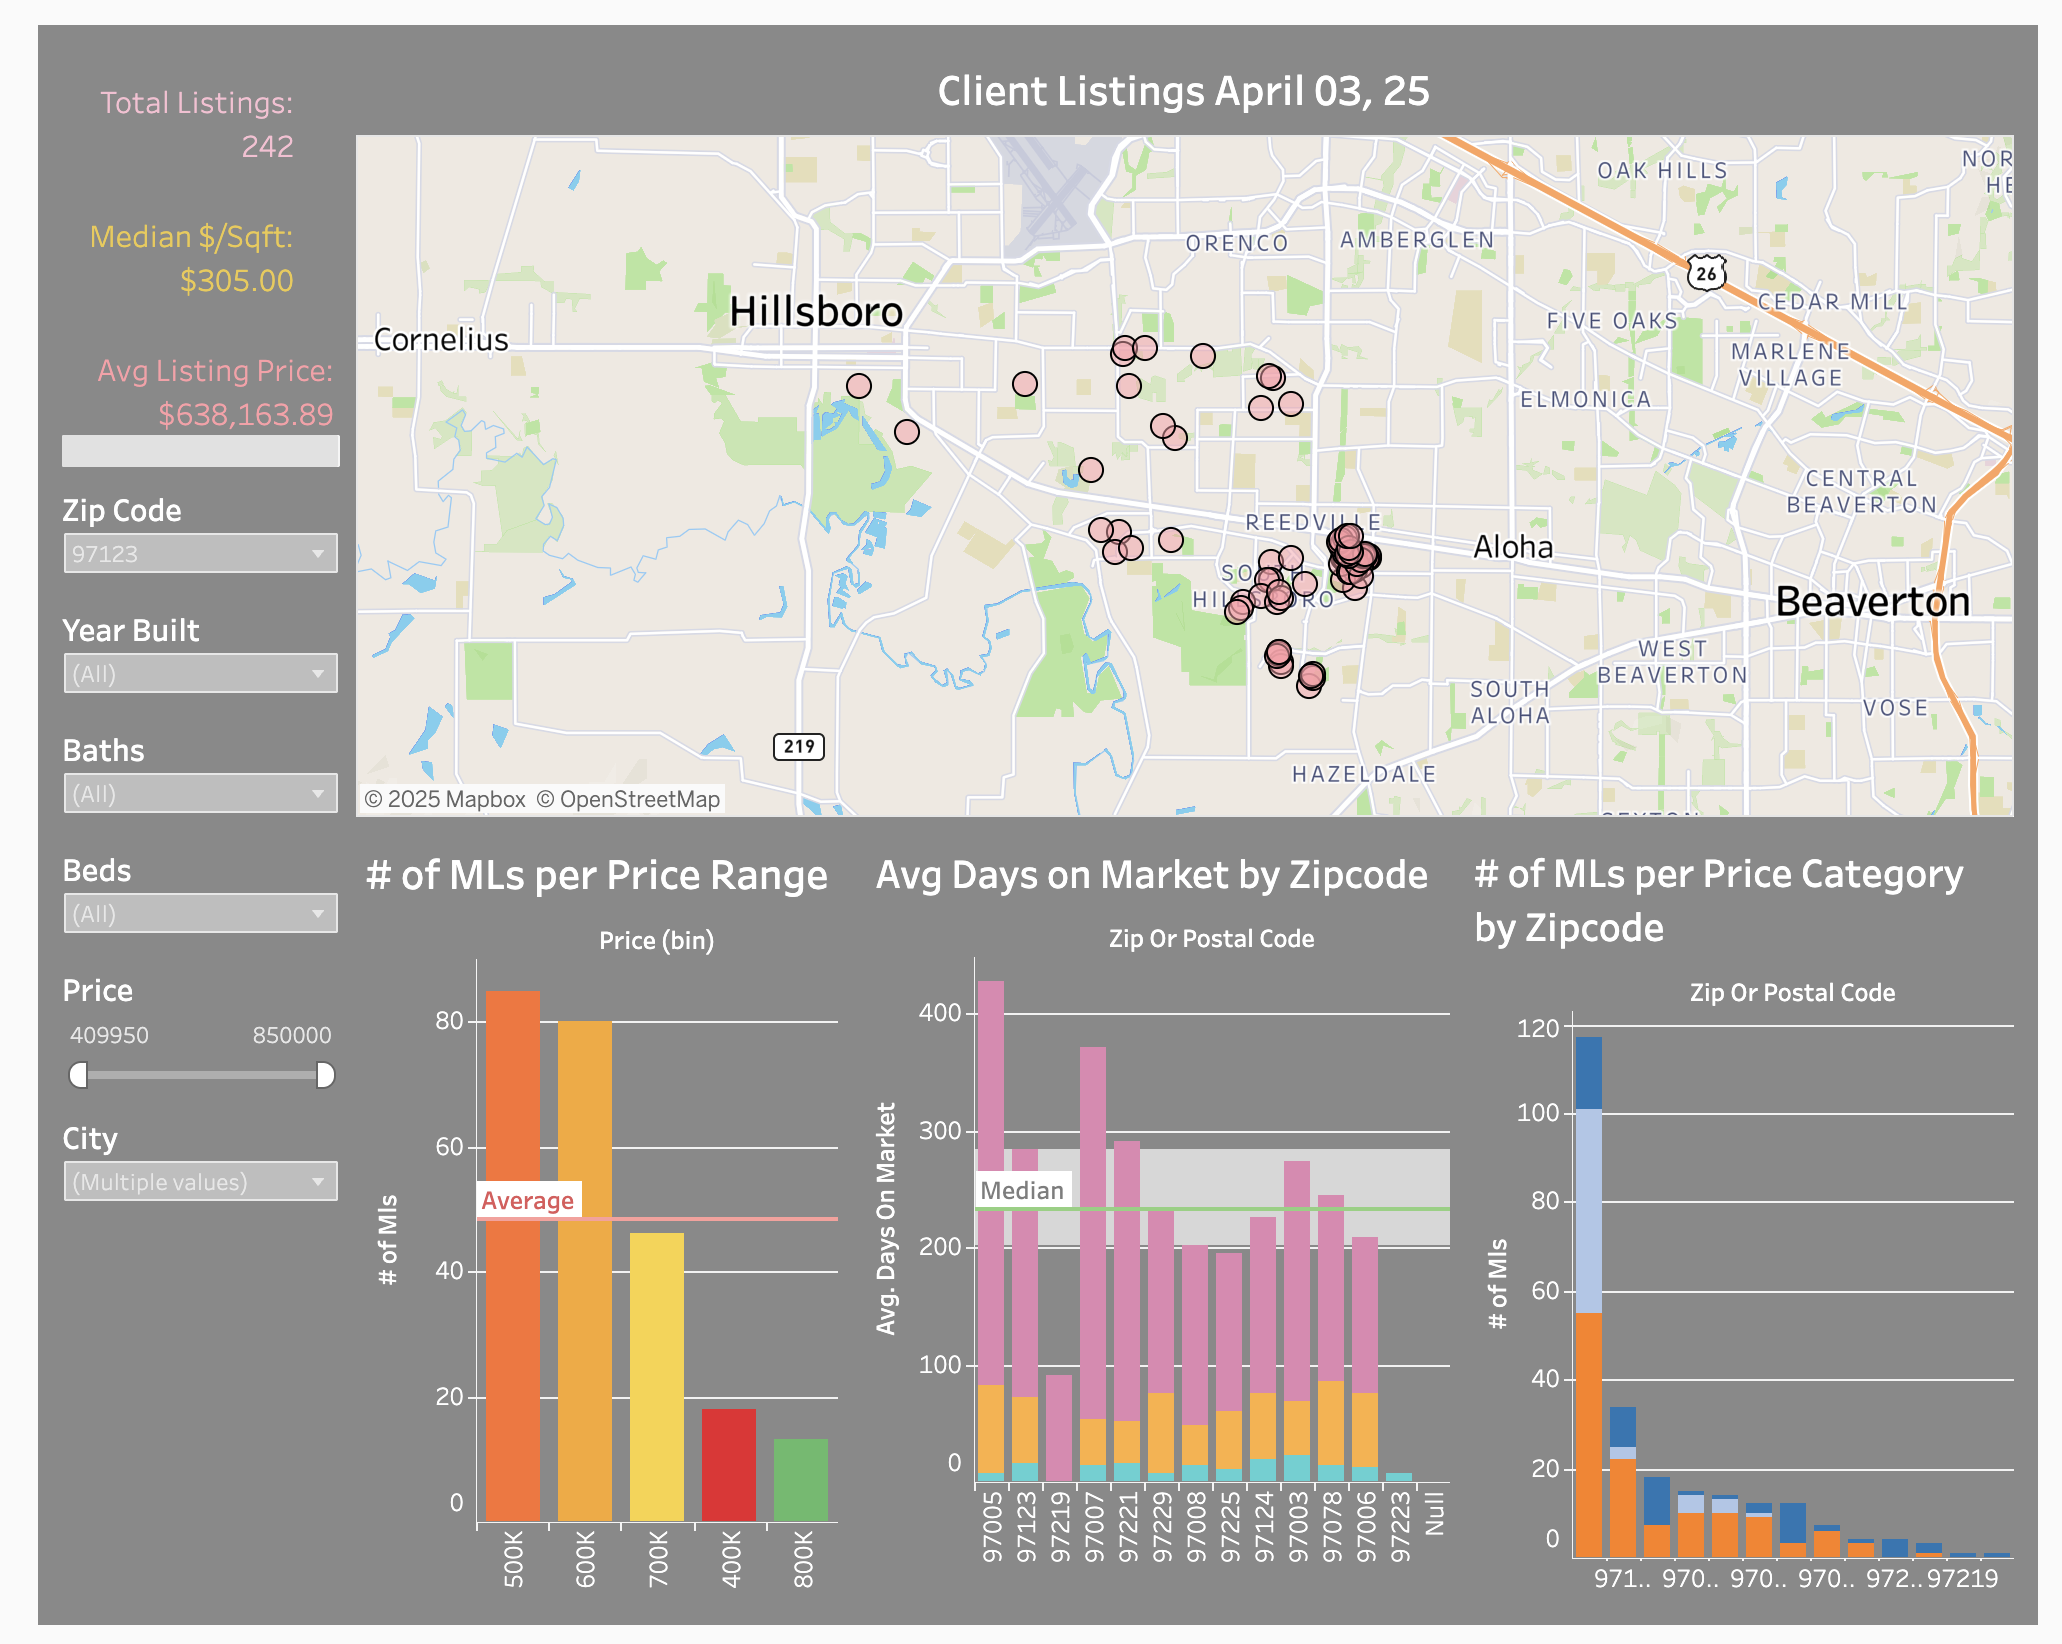 Client Listings April 03, 25
Total Listings:
242
Median $/Sqft:
$305.00
Avg Listing Price:
$638,163.89
Zip Code
97123
Year Built
(All)
Baths
(All)
Beds
(All)
Price
409950 850000
City
(Multiple values)
OAK HILLS
ORENCO
AMBERGLEN
26
CEDAR MILL
Hillsboro
FIVE OAKS
Cornelius
MARLENE
VILLAGE
ELMONICA
CENTRAL
BEAVERTON
REEDVILLE
Aloha
SOUTH
HILLSBORO
Beaverton
WEST
BEAVERTON
SOUTH
ALOHA
VOSE
219
HAZELDALE
© 2025 Mapbox © OpenStreetMap
# of MLs per Price Range
Price (bin)
# of Mls
80
60
40
20
0
Average
500K
600K
700K
400K
800K
Avg Days on Market by Zipcode
Zip Or Postal Code
Avg. Days On Market
400
300
200
100
0
Median
97005
97123
97219
97007
97221
97229
97008
97225
97124
97003
97078
97006
97223
Null
# of MLs per Price Category
by Zipcode
Zip Or Postal Code
# of Mls
120
100
80
60
40
20
0
971.. 970.. 970.. 970.. 972.. 97219